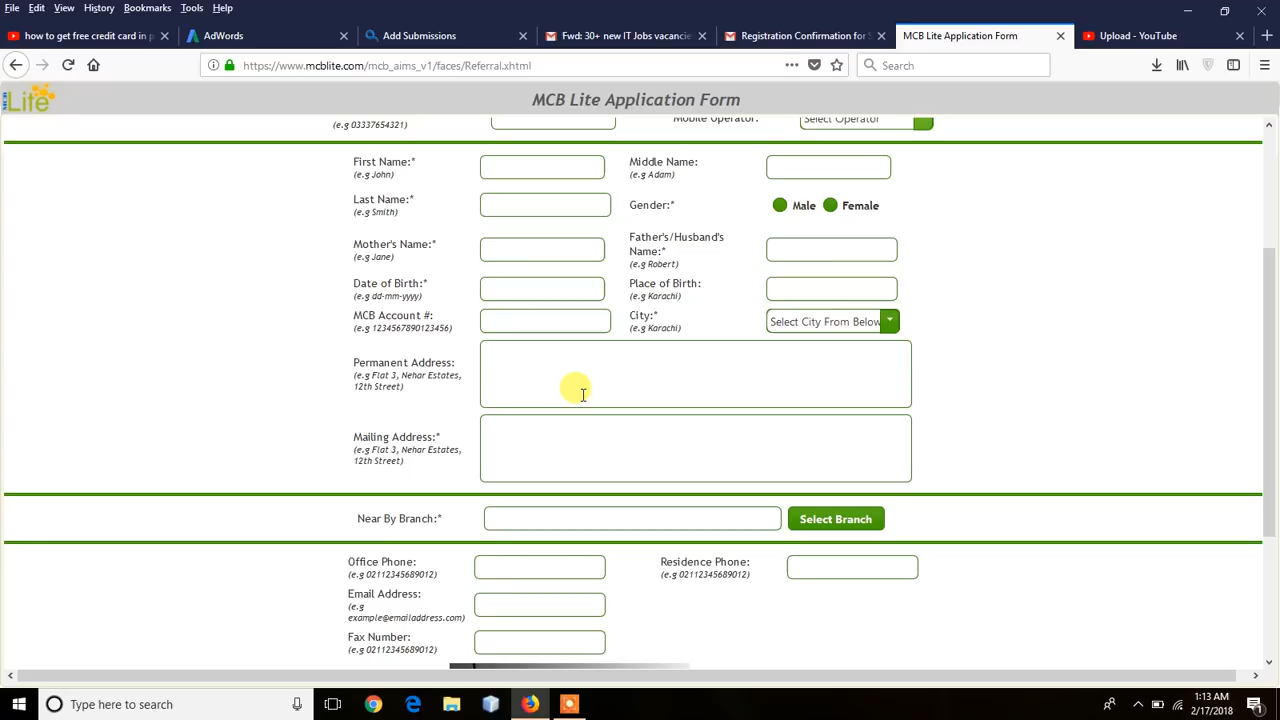 File Edit View History Bookmarks Tools Help
how to get free credit card in p
AdWords
Add Submissions
Fwd: 30+ new IT Jobs vacancie
Registration Confirmation for S
MCB Lite Application Form
Upload - YouTube
https://www.mcblite.com/mcb_aims_v1/faces/Referral.xhtml
Search
MCB Lite
MCB Lite Application Form
(e.g 03337654321)
Mobile Operator:
Select Operator
First Name:*
(e.g John)
Middle Name:
(e.g Adam)
Last Name:*
(e.g Smith)
Gender:*
Male
Female
Mother's Name:*
(e.g Jane)
Father's/Husband's
Name:*
(e.g Robert)
Date of Birth:*
(e.g dd-mm-yyyy)
Place of Birth:
(e.g Karachi)
MCB Account #:
(e.g 1234567890123456)
City:*
(e.g Karachi)
Select City From Below
Permanent Address:
(e.g Flat 3, Nehar Estates,
12th Street)
Mailing Address:*
(e.g Flat 3, Nehar Estates,
12th Street)
Near By Branch:*
Select Branch
Office Phone:
(e.g 02112345689012)
Residence Phone:
(e.g 02112345689012)
Email Address:
(e.g
example@emailaddress.com)
Fax Number:
(e.g 02112345689012)
Type here to search
1:13 AM
2/17/2018